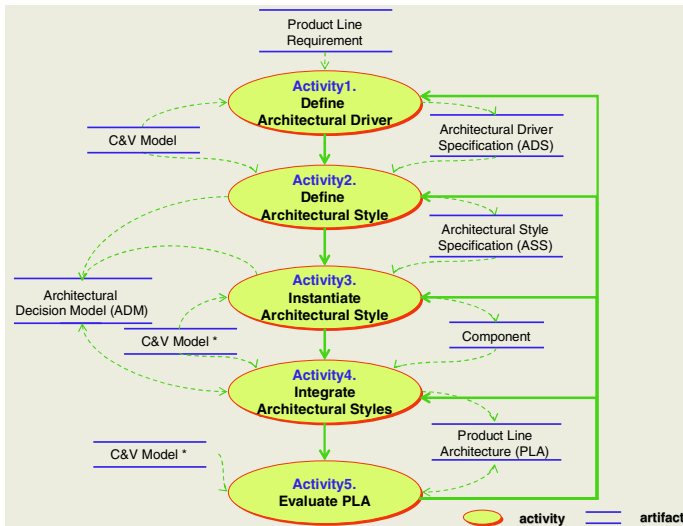 Product Line
Requirement
Activity1.
Define
Architectural Driver
C&V Model
Architectural Driver
Specification (ADS)
Activity2.
Define
Architectural Style
Architectural Style
Specification (ASS)
Activity3.
Instantiate
Architectural Style
Architectural
Decision Model (ADM)
C&V Model *
Component
Activity4.
Integrate
Architectural Styles
Product Line
Architecture (PLA)
C&V Model *
Activity5.
Evaluate PLA
activity
artifact